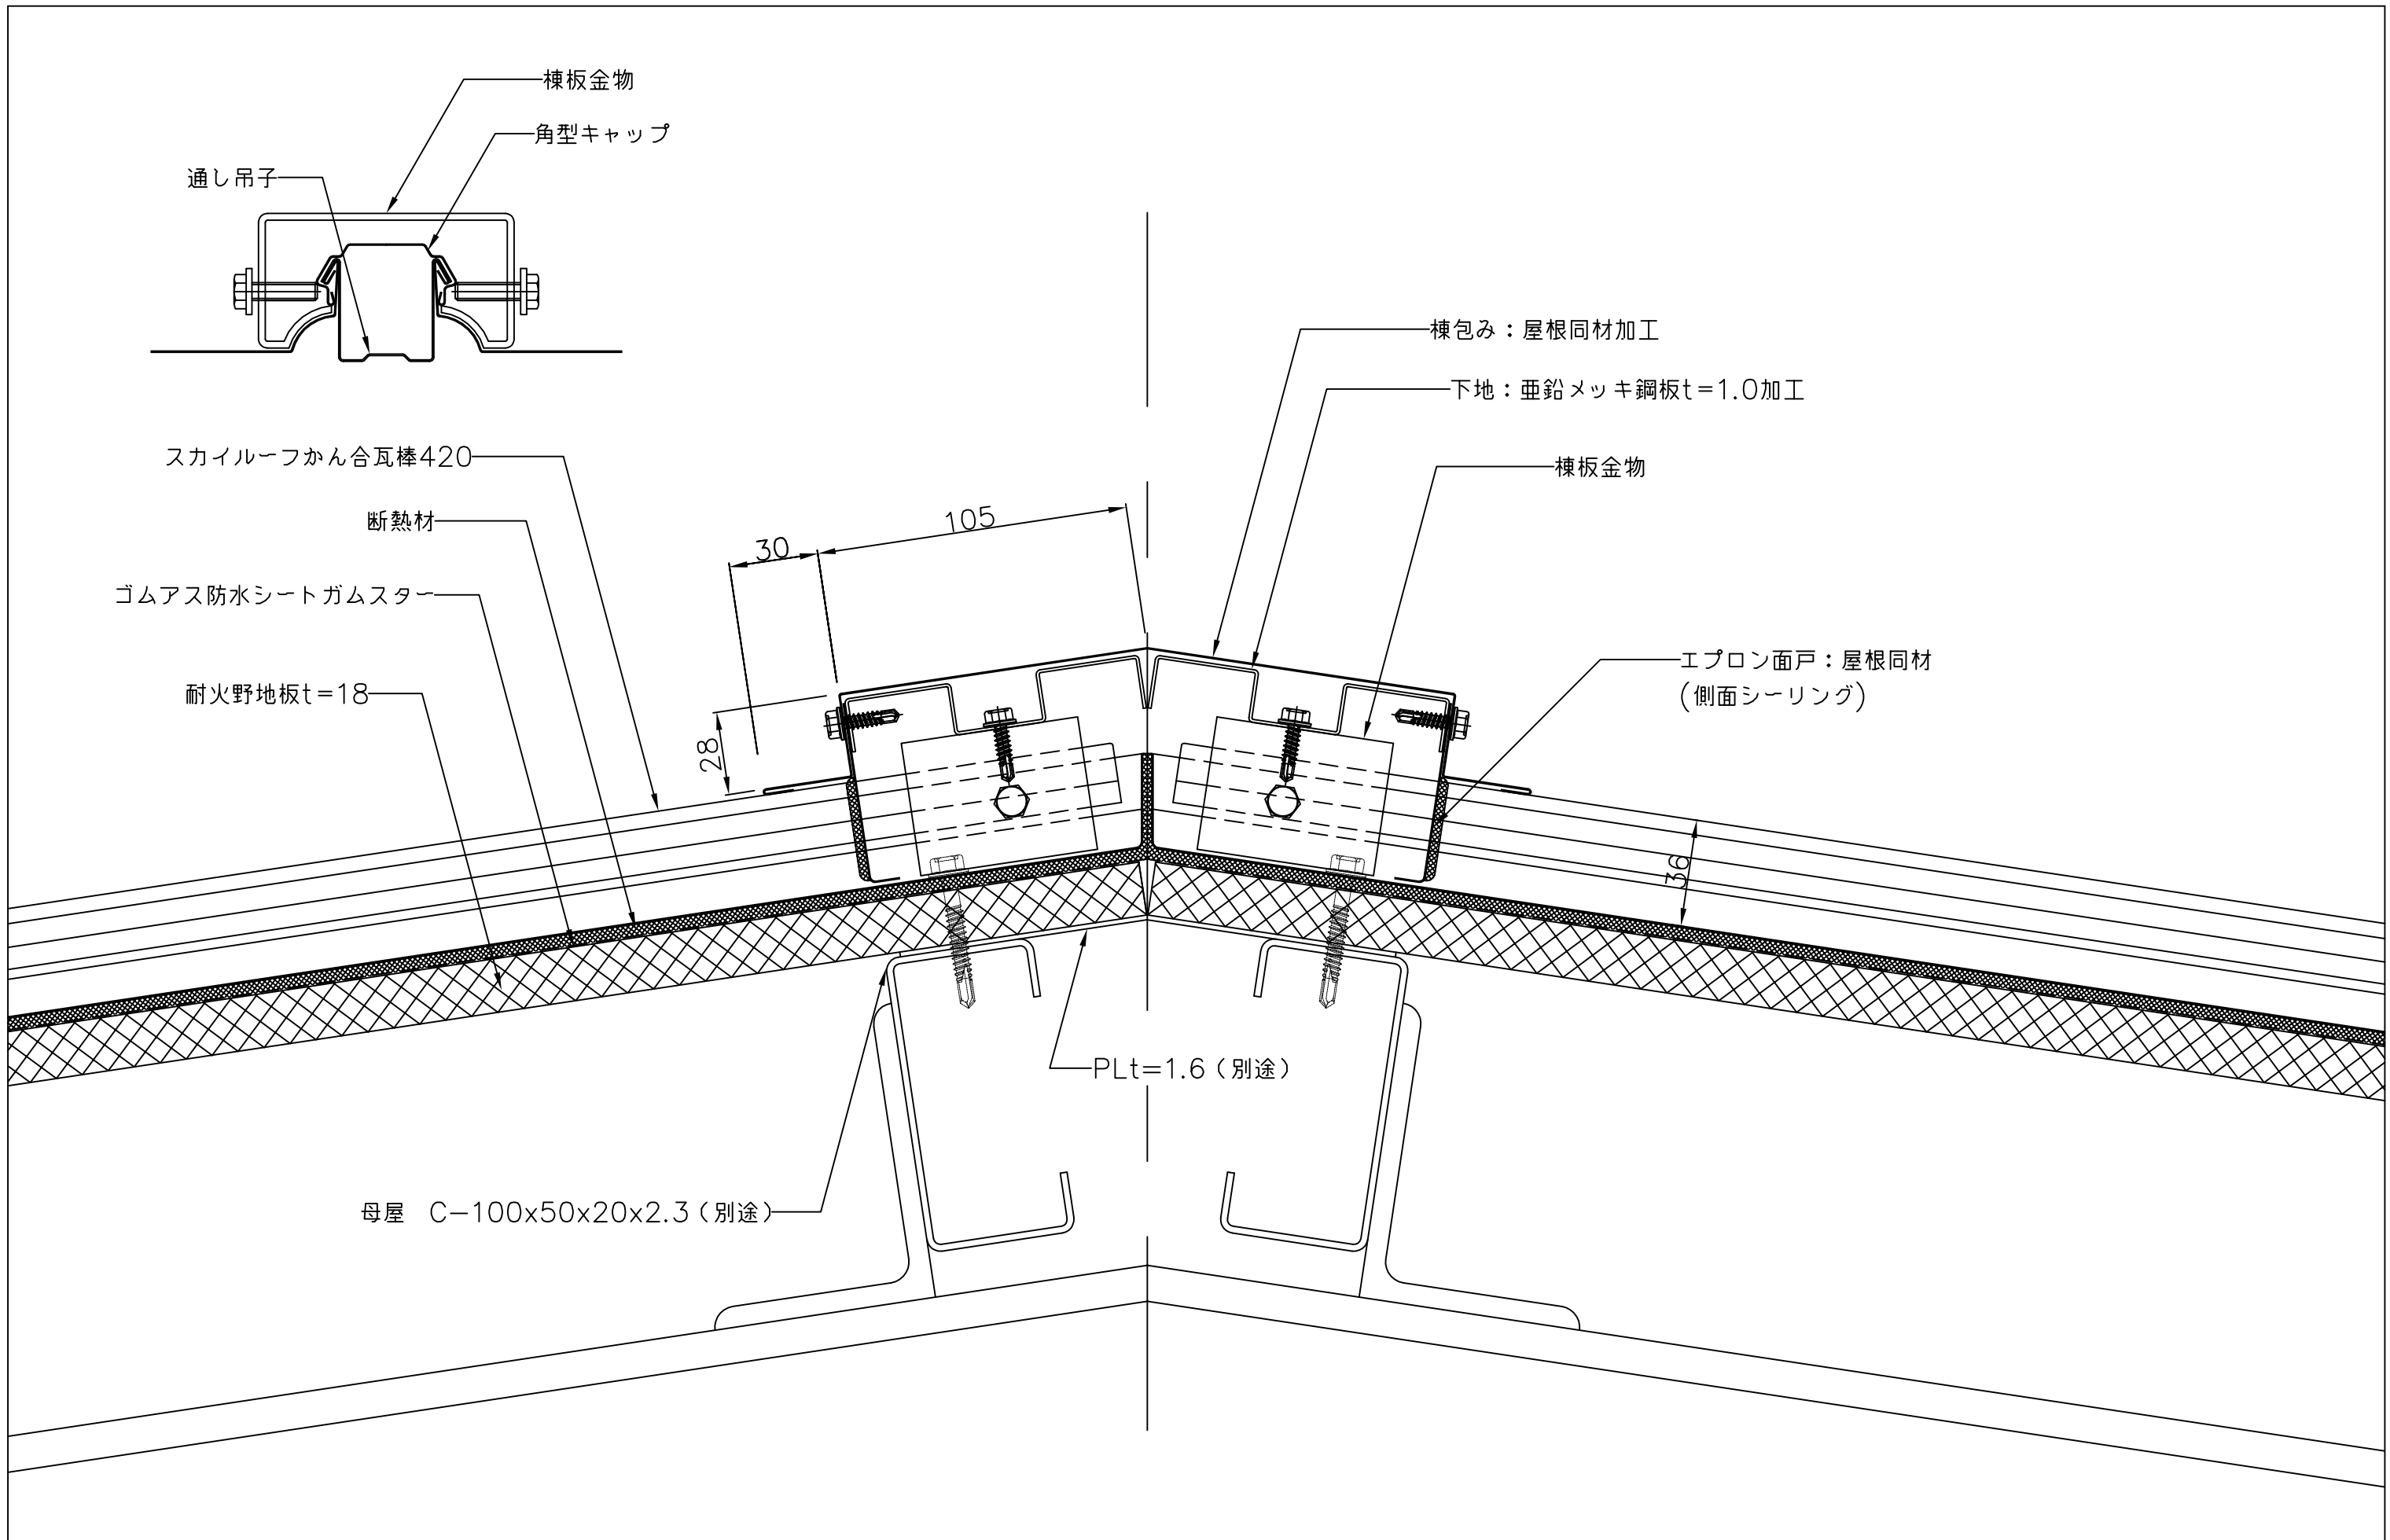 棟板金物
角型キャップ
通し吊子
棟包み：屋根同材加工
下地：亜鉛メッキ鋼板t=1.0加工
スカイルーフかん合瓦棒420
棟板金物
断熱材
105
30
ゴムアス防水シートガムスター
エプロン面戸：屋根同材
(側面シーリング)
耐火野地板t=18
28
36
PLt=1.6（別途）
母屋　C-100x50x20x2.3（別途）